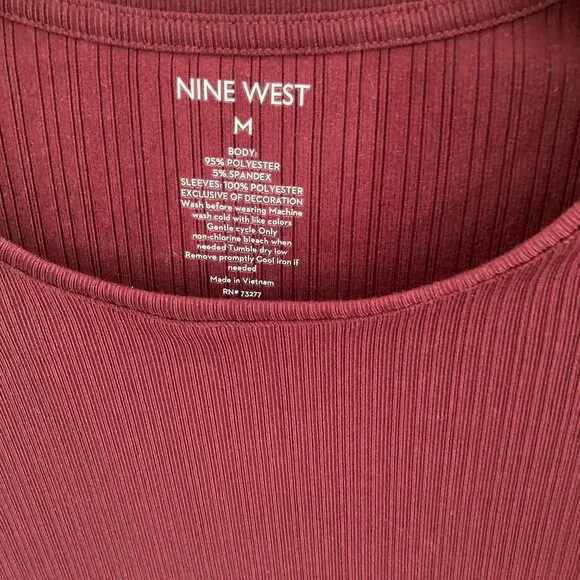 NINE WEST
M
BODY:
95% POLYESTER
5% SPANDEX
SLEEVES: 100% POLYESTER
EXCLUSIVE OF DECORATION
Wash before wearing Machine
wash cold with like colors
Gentle cycle Only
non-chlorine bleach when
needed Tumble dry low
Remove promptly Cool iron if
needed
Made in Vietnam
RN# 73277